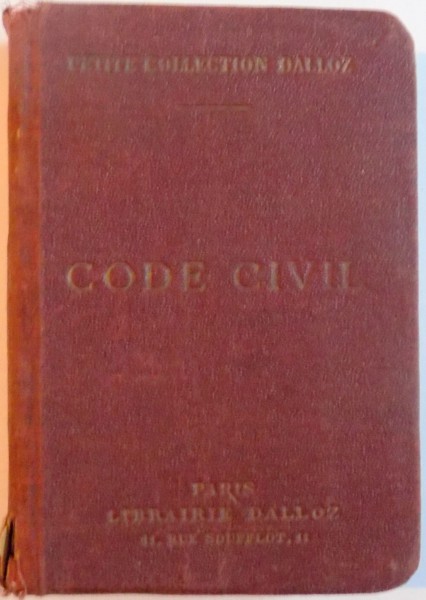 PETITE COLLECTION DALLOZ
CODE CIVIL
PARIS
LIBRAIRIE DALLOZ
11, RUE SOUFFLOT, 11